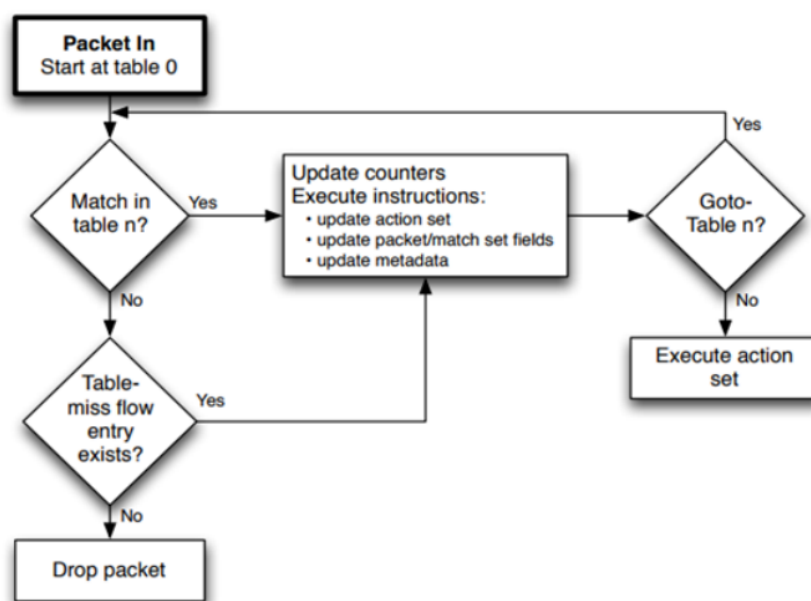 Packet In
Start at table 0
Yes
Match in
table n?
Yes
Update counters
Execute instructions:
• update action set
• update packet/match set fields
• update metadata
Goto-
Table n?
No
No
Table-
miss flow
entry
exists?
Yes
Execute action
set
No
Drop packet